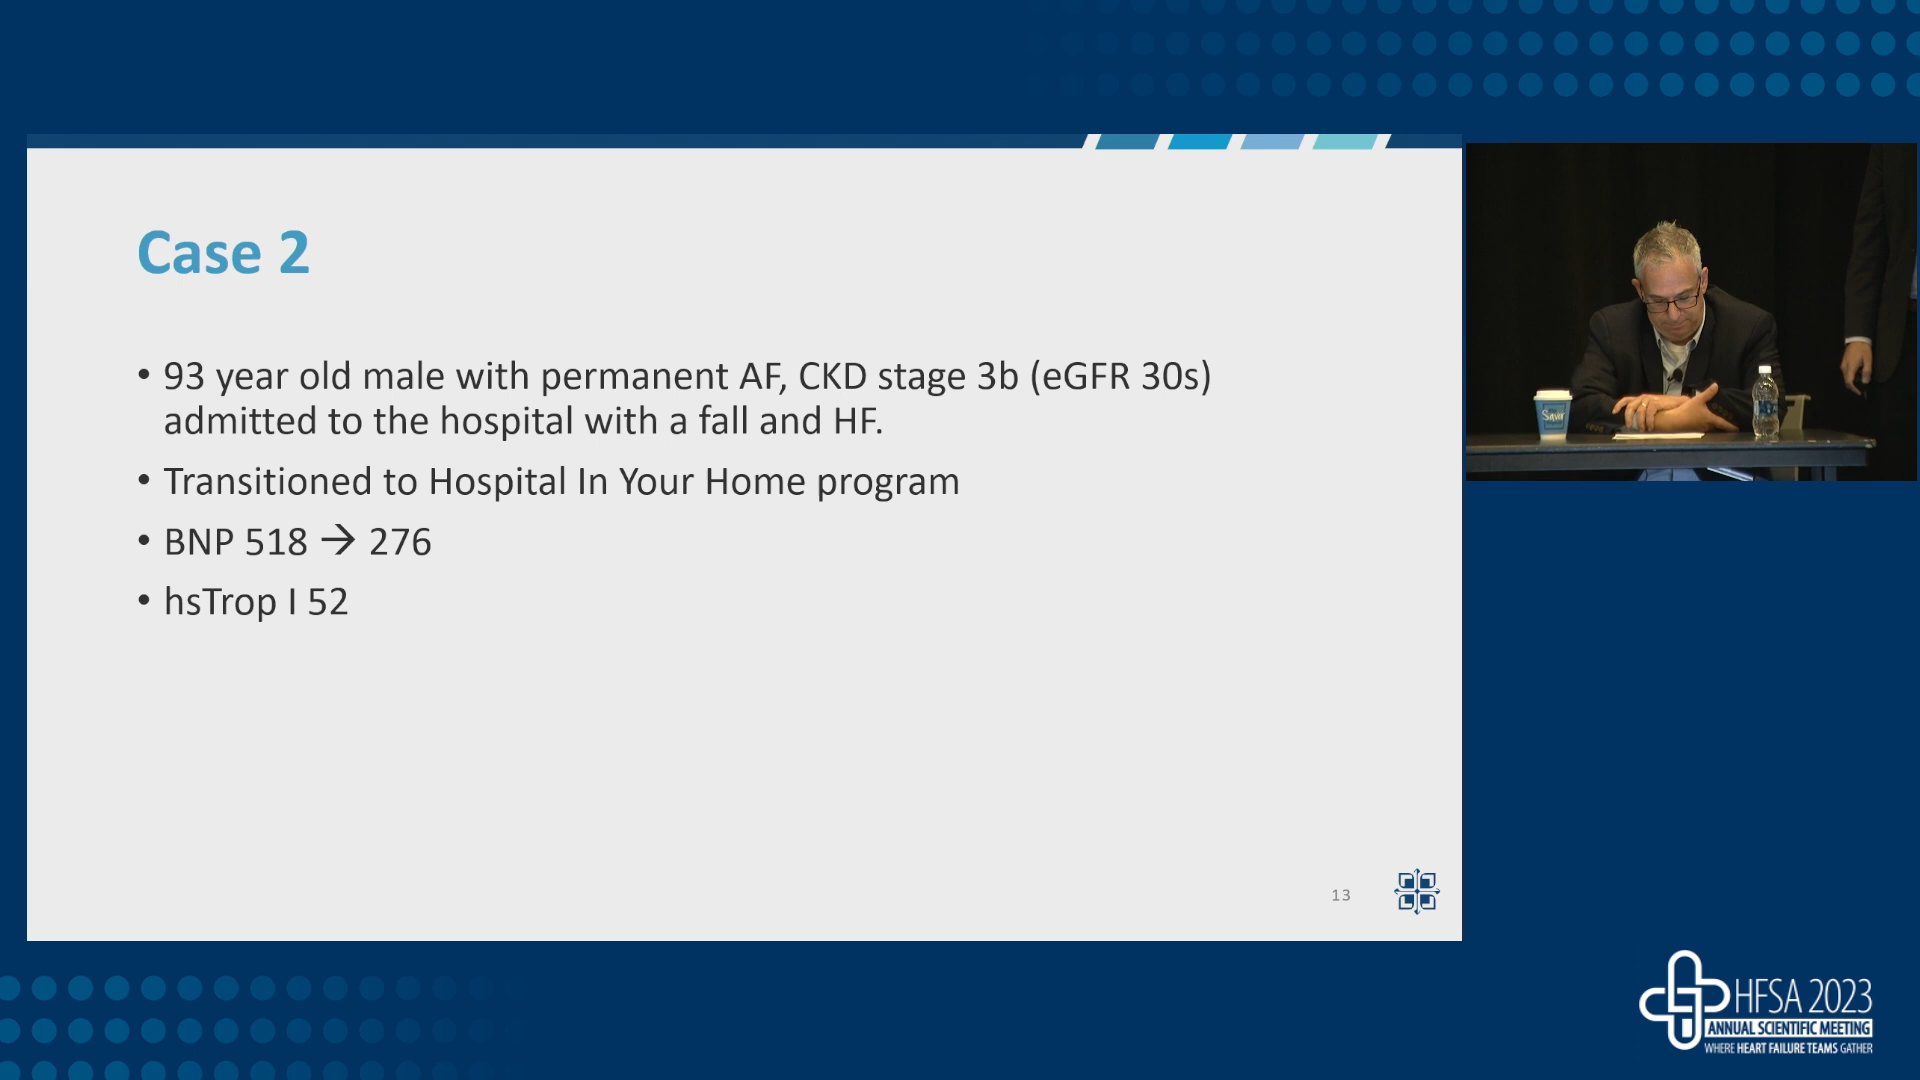 Case 2
• 93 year old male with permanent AF, CKD stage 3b (eGFR 30s)
admitted to the hospital with a fall and HF.
• Transitioned to Hospital In Your Home program
• BNP 518 → 276
• hsTrop I 52
13
Savor
HFSA 2023
ANNUAL SCIENTIFIC MEETING
WHERE HEART FAILURE TEAMS GATHER